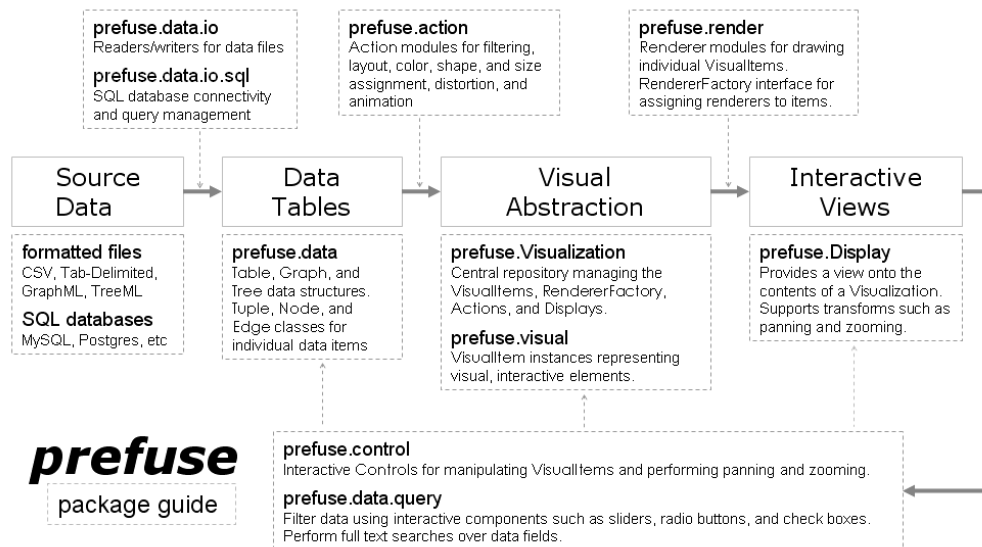 prefuse.data.io
Readers/writers for data files
prefuse.data.io.sql
SQL database connectivity
and query management
prefuse.action
Action modules for filtering,
layout, color, shape, and size
assignment, distortion, and
animation
prefuse.render
Renderer modules for drawing
individual VisualItems.
RendererFactory interface for
assigning renderers to items.
Source
Data
Data
Tables
Visual
Abstraction
Interactive
Views
formatted files
CSV, Tab-Delimited,
GraphML, TreeML
SQL databases
MySQL, Postgres, etc
prefuse.data
Table, Graph, and
Tree data structures.
Tuple, Node, and
Edge classes for
individual data items
prefuse.Visualization
Central repository managing the
VisualItems, RendererFactory,
Actions, and Displays.
prefuse.visual
VisualItem instances representing
visual, interactive elements.
prefuse.Display
Provides a view onto the
contents of a Visualization.
Supports transforms such as
panning and zooming.
prefuse
package guide
prefuse.control
Interactive Controls for manipulating VisualItems and performing panning and zooming.
prefuse.data.query
Filter data using interactive components such as sliders, radio buttons, and check boxes.
Perform full text searches over data fields.